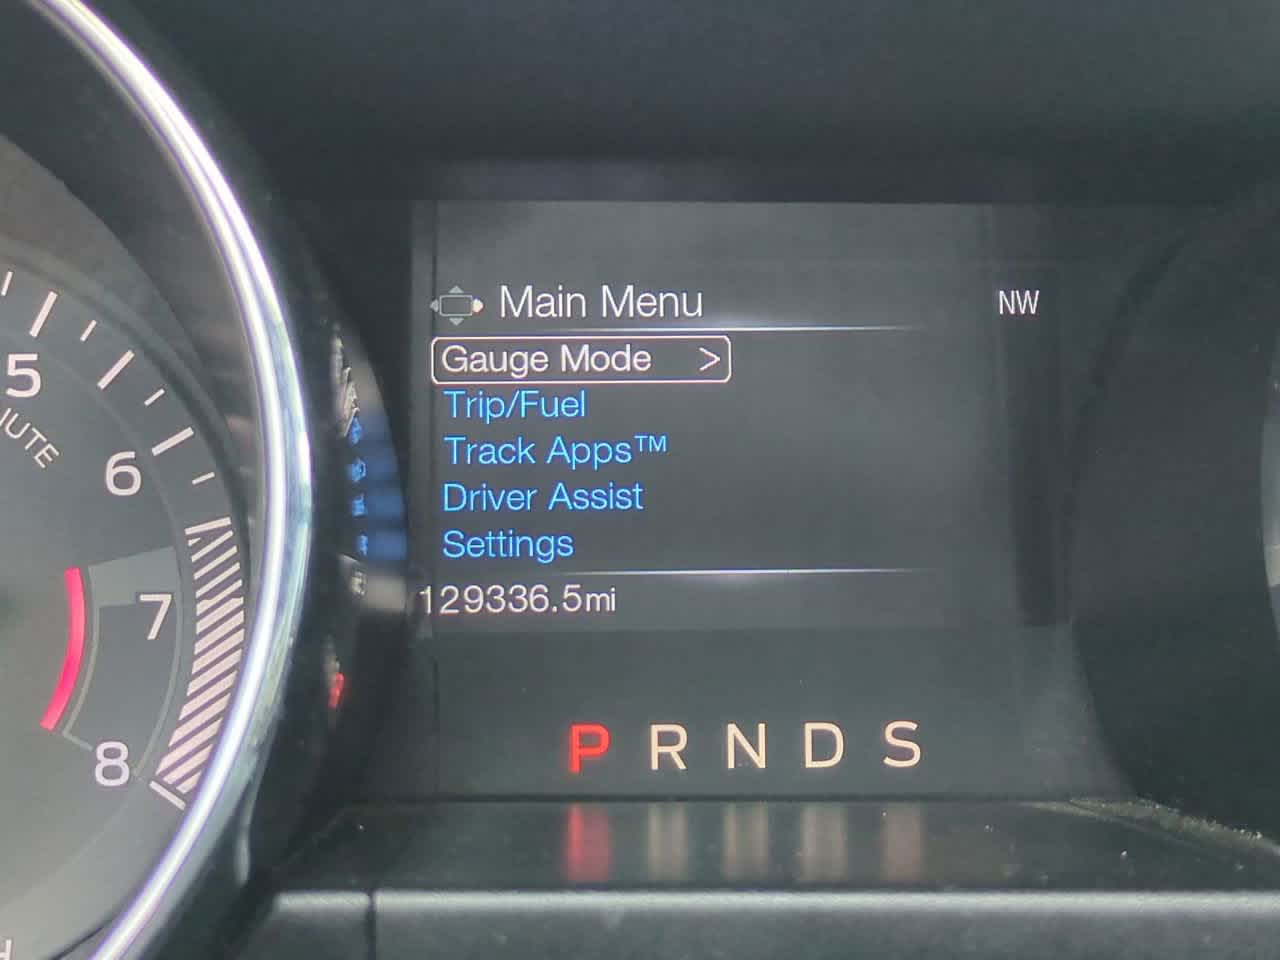 Main Menu NW
Gauge Mode >
Trip/Fuel
Track Apps™
Driver Assist
Settings
129336.5mi
P R N D S
5
6
7
8